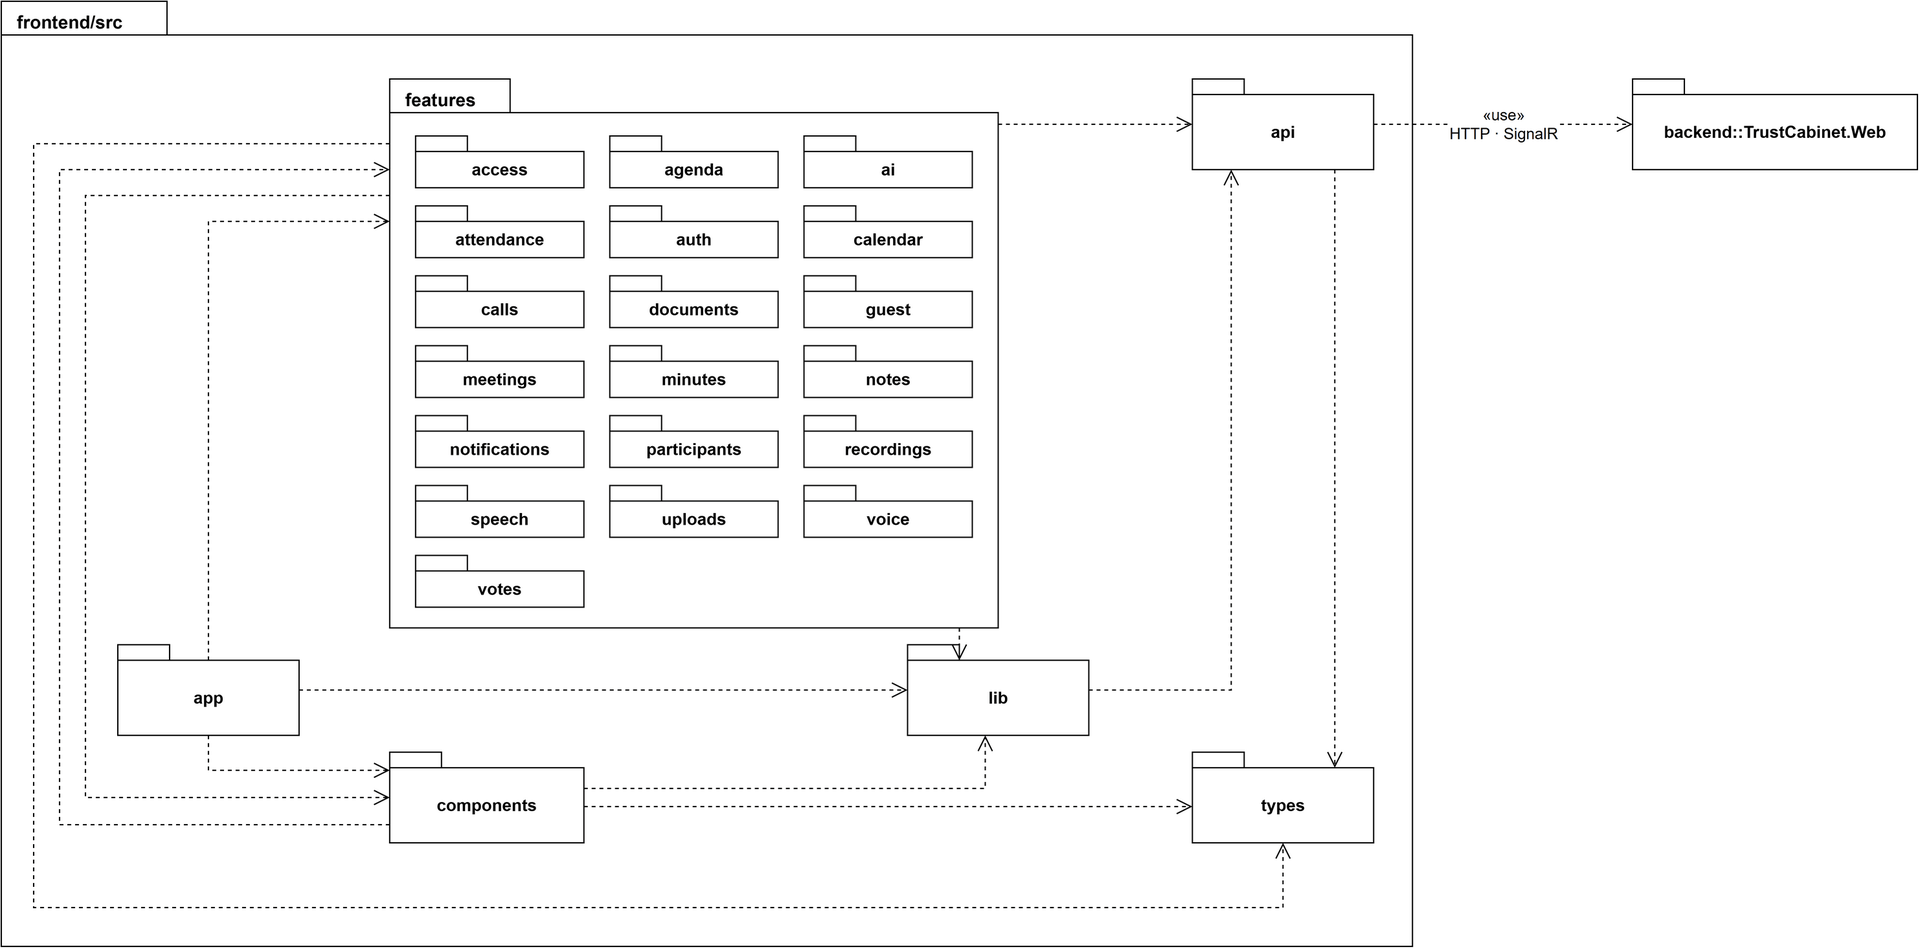 frontend/src
features
access
agenda
ai
attendance
auth
calendar
calls
documents
guest
meetings
minutes
notes
notifications
participants
recordings
speech
uploads
voice
votes
api
«use»
HTTP · SignalR
backend::TrustCabinet.Web
app
lib
components
types